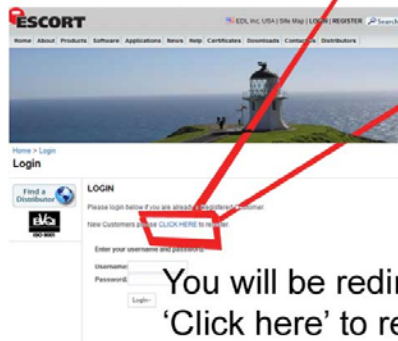 ESCORT
EDL Inc, USA | Site Map | LOGIN | REGISTER Search
Home About Products Software Applications News Help Certificates Downloads Contact Us Distributors
Home > Login
Login
Find a
Distributor
LOGIN
Please login below if you are already a Registered Customer.
New Customers please CLICK HERE to register.
ISO 9001
Enter your username and password.
Username:
Password:
Login
You will be redi
'Click here' to re